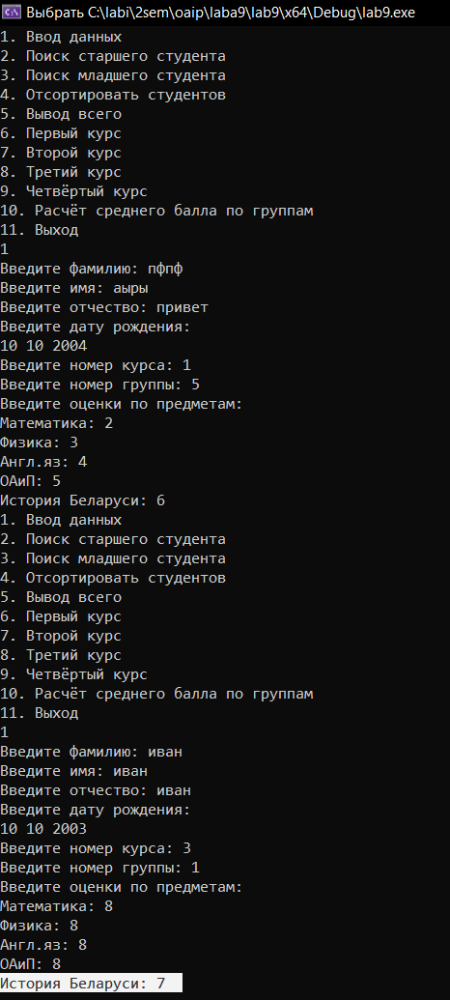 Выбрать C:\labi\2sem\oaip\laba9\lab9\x64\Debug\lab9.exe
1. Ввод данных
2. Поиск старшего студента
3. Поиск младшего студента
4. Отсортировать студентов
5. Вывод всего
6. Первый курс
7. Второй курс
8. Третий курс
9. Четвёртый курс
10. Расчёт среднего балла по группам
11. Выход
1
Введите фамилию: пфпф
Введите имя: аыры
Введите отчество: привет
Введите дату рождения:
10 10 2004
Введите номер курса: 1
Введите номер группы: 5
Введите оценки по предметам:
Математика: 2
Физика: 3
Англ.яз: 4
ОАиП: 5
История Беларуси: 6
1. Ввод данных
2. Поиск старшего студента
3. Поиск младшего студента
4. Отсортировать студентов
5. Вывод всего
6. Первый курс
7. Второй курс
8. Третий курс
9. Четвёртый курс
10. Расчёт среднего балла по группам
11. Выход
1
Введите фамилию: иван
Введите имя: иван
Введите отчество: иван
Введите дату рождения:
10 10 2003
Введите номер курса: 3
Введите номер группы: 1
Введите оценки по предметам:
Математика: 8
Физика: 8
Англ.яз: 8
ОАиП: 8
История Беларуси: 7